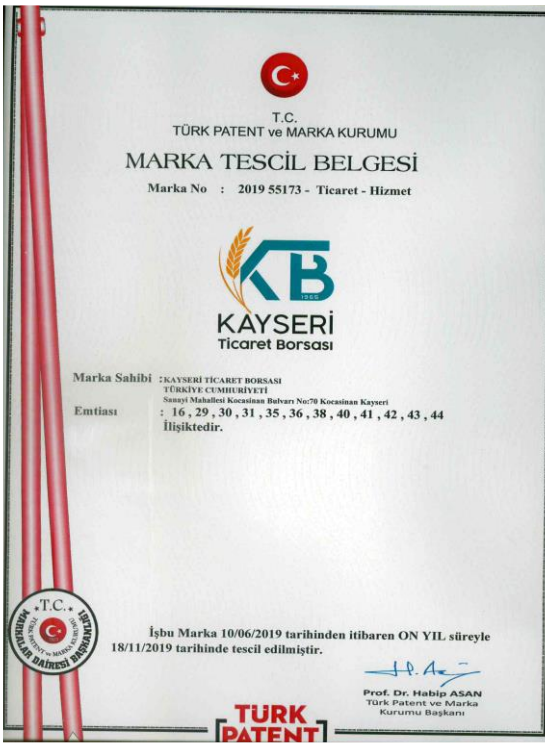 T.C.
TÜRK PATENT ve MARKA KURUMU
MARKA TESCİL BELGESİ
Marka No : 2019 55173 - Ticaret - Hizmet
KB
1966
KAYSERİ
Ticaret Borsası
Marka Sahibi : KAYSERİ TİCARET BORSASI
TÜRKİYE CUMHURİYETİ
Sanayi Mahallesi Kocasinan Bulvarı No:70 Kocasinan Kayseri
Emtiası : 16 , 29 , 30 , 31 , 35 , 36 , 38 , 40 , 41 , 42 , 43 , 44
İlişiktedir.
T.C.
TÜRK PATENT ve MARKA KURUMU
MARKALAR DAİRESİ BAŞKANLIĞI
İşbu Marka 10/06/2019 tarihinden itibaren ON YIL süreyle
18/11/2019 tarihinde tescil edilmiştir.
Prof. Dr. Habip ASAN
Türk Patent ve Marka
Kurumu Başkanı
TÜRK
PATENT